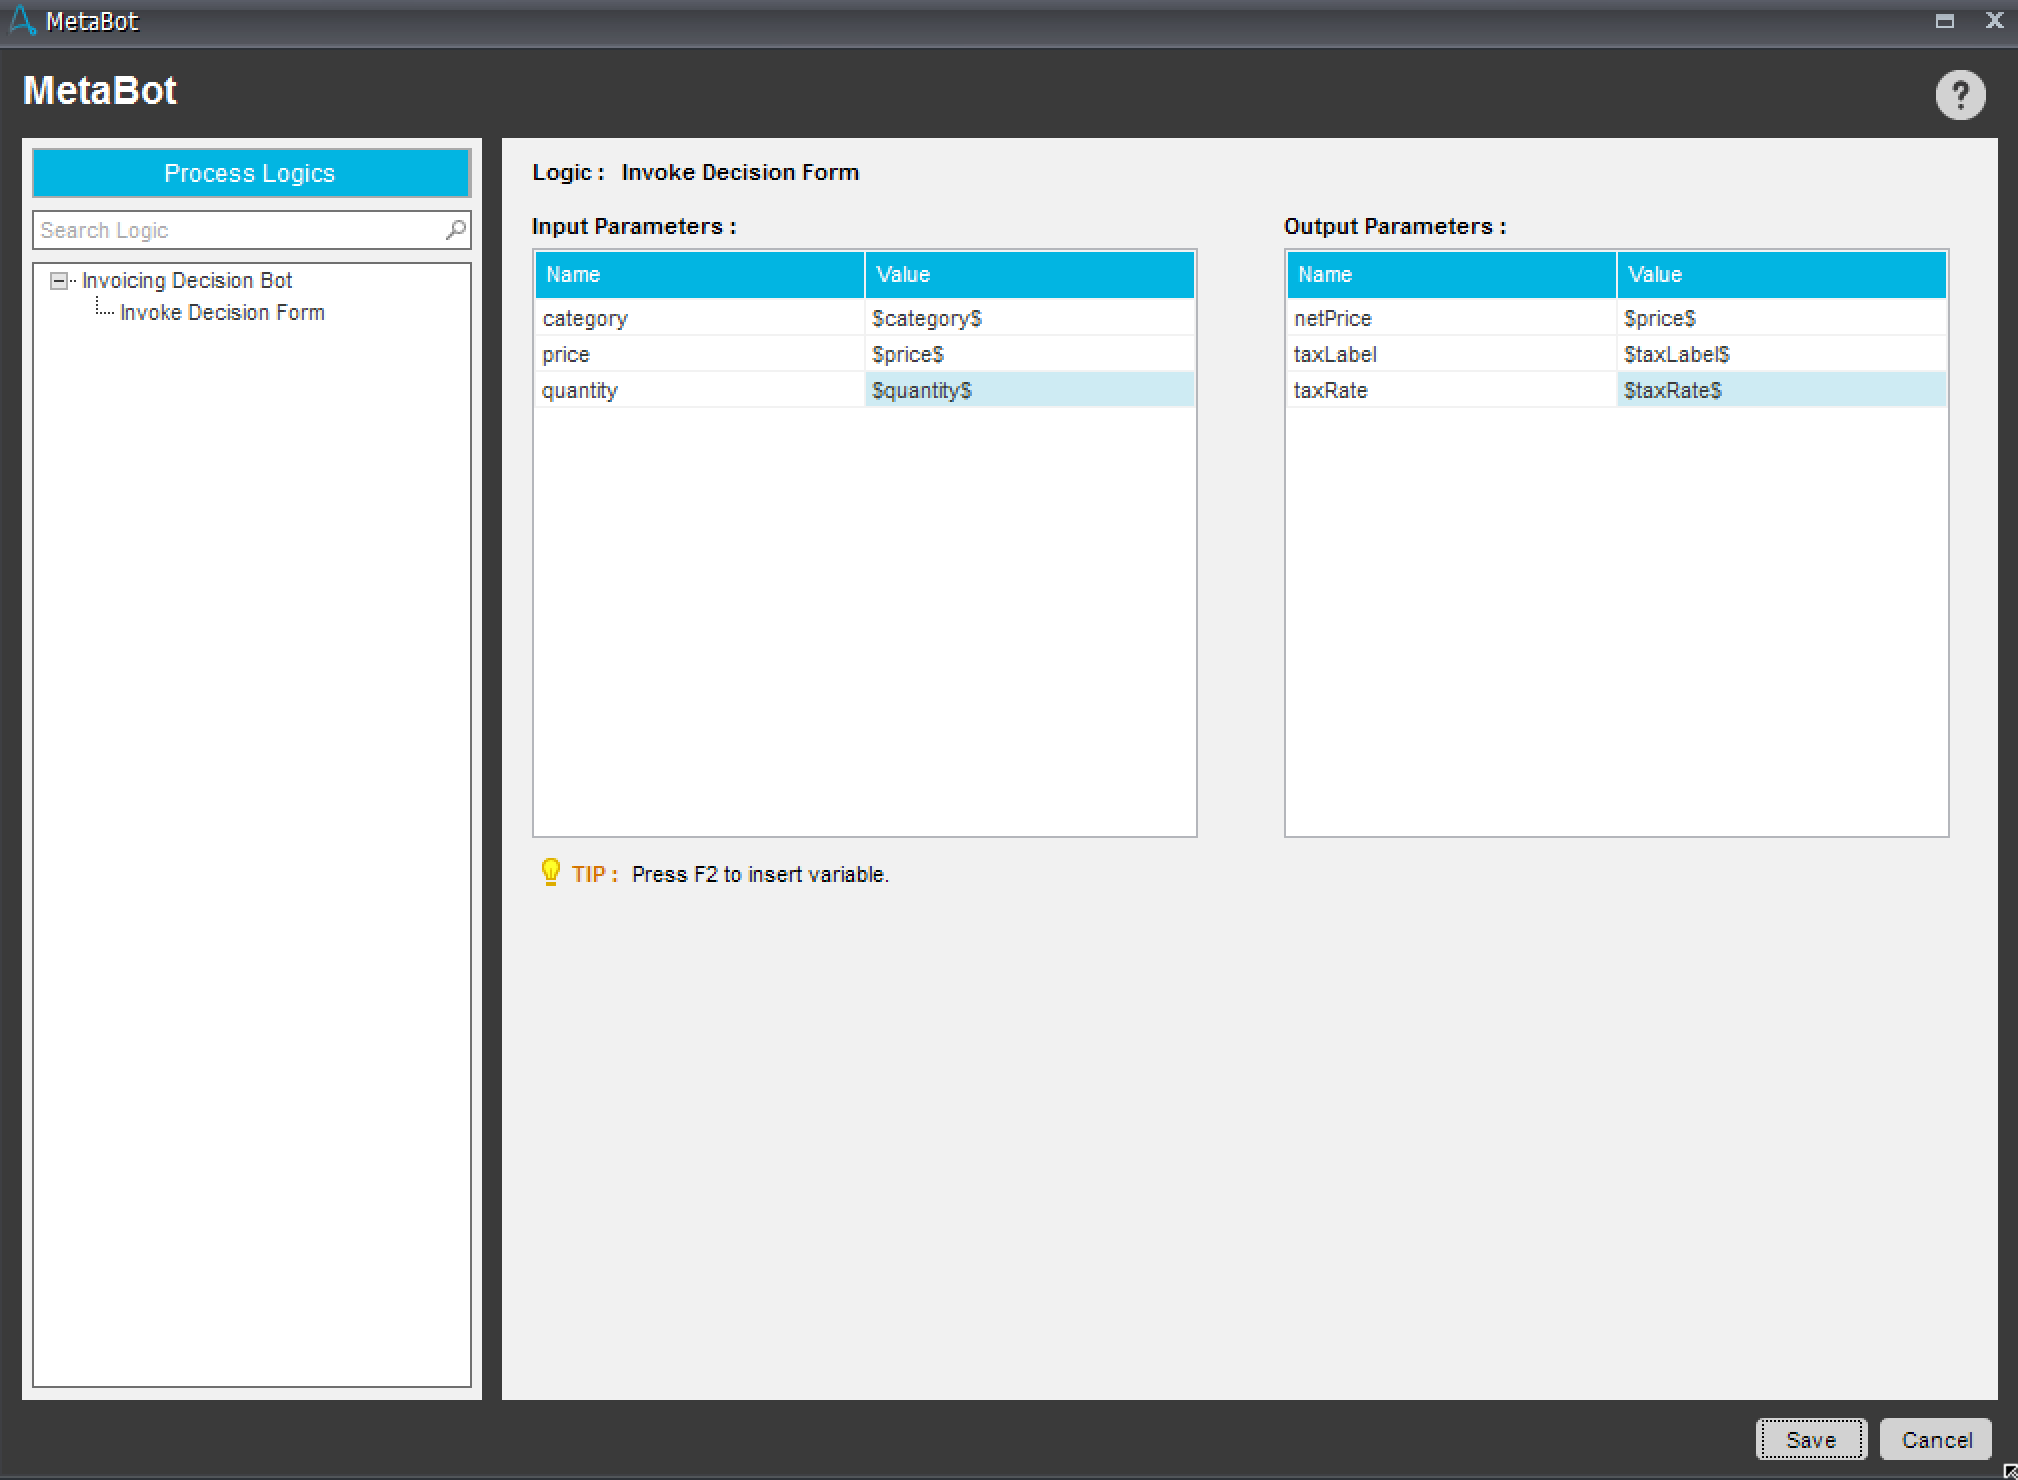 MetaBot
MetaBot
?
Process Logics
Search Logic
Invoicing Decision Bot
Invoke Decision Form
Logic : Invoke Decision Form
Input Parameters :
Name Value
category $category$
price $price$
quantity $quantity$
Output Parameters :
Name Value
netPrice $price$
taxLabel $taxLabel$
taxRate $taxRate$
TIP : Press F2 to insert variable.
Save Cancel